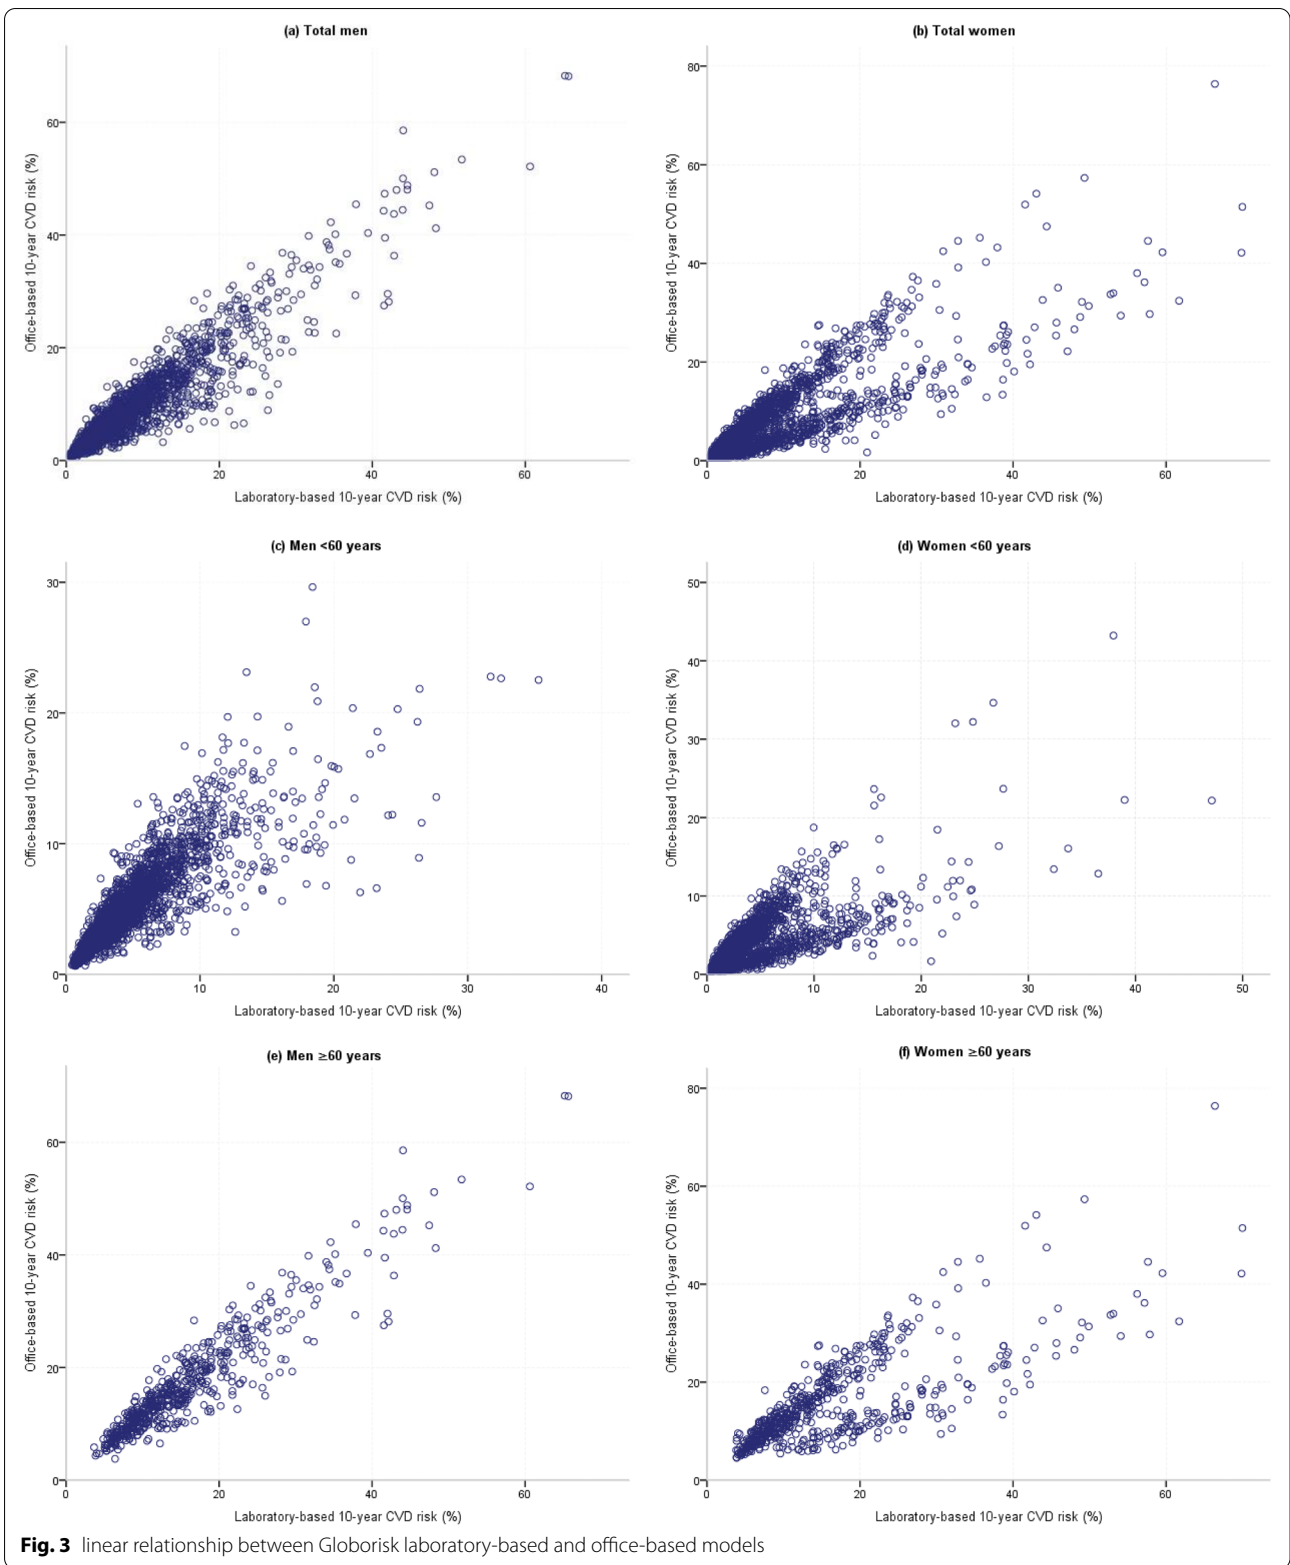 (a) Total men
Office-based 10-year CVD risk (%)
60
40
20
0
0 20 40 60
Laboratory-based 10-year CVD risk (%)
(b) Total women
Office-based 10-year CVD risk (%)
80
60
40
20
0
0 20 40 60
Laboratory-based 10-year CVD risk (%)
(c) Men <60 years
Office-based 10-year CVD risk (%)
30
20
10
0
0 10 20 30 40
Laboratory-based 10-year CVD risk (%)
(d) Women <60 years
Office-based 10-year CVD risk (%)
50
40
30
20
10
0
0 10 20 30 40 50
Laboratory-based 10-year CVD risk (%)
(e) Men ≥60 years
Office-based 10-year CVD risk (%)
60
40
20
0
0 20 40 60
Laboratory-based 10-year CVD risk (%)
(f) Women ≥60 years
Office-based 10-year CVD risk (%)
80
60
40
20
0
0 20 40 60
Laboratory-based 10-year CVD risk (%)
Fig. 3 linear relationship between Globorisk laboratory-based and office-based models